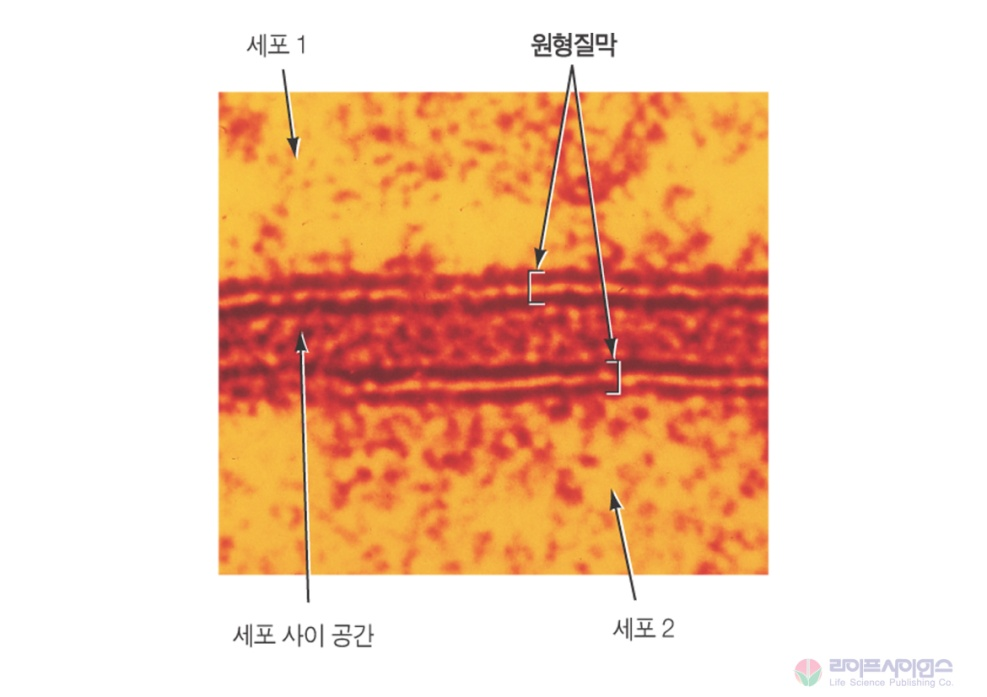 세포 1
원형질막
세포 사이 공간
세포 2
라이프사이언스
Life Science Publishing Co.